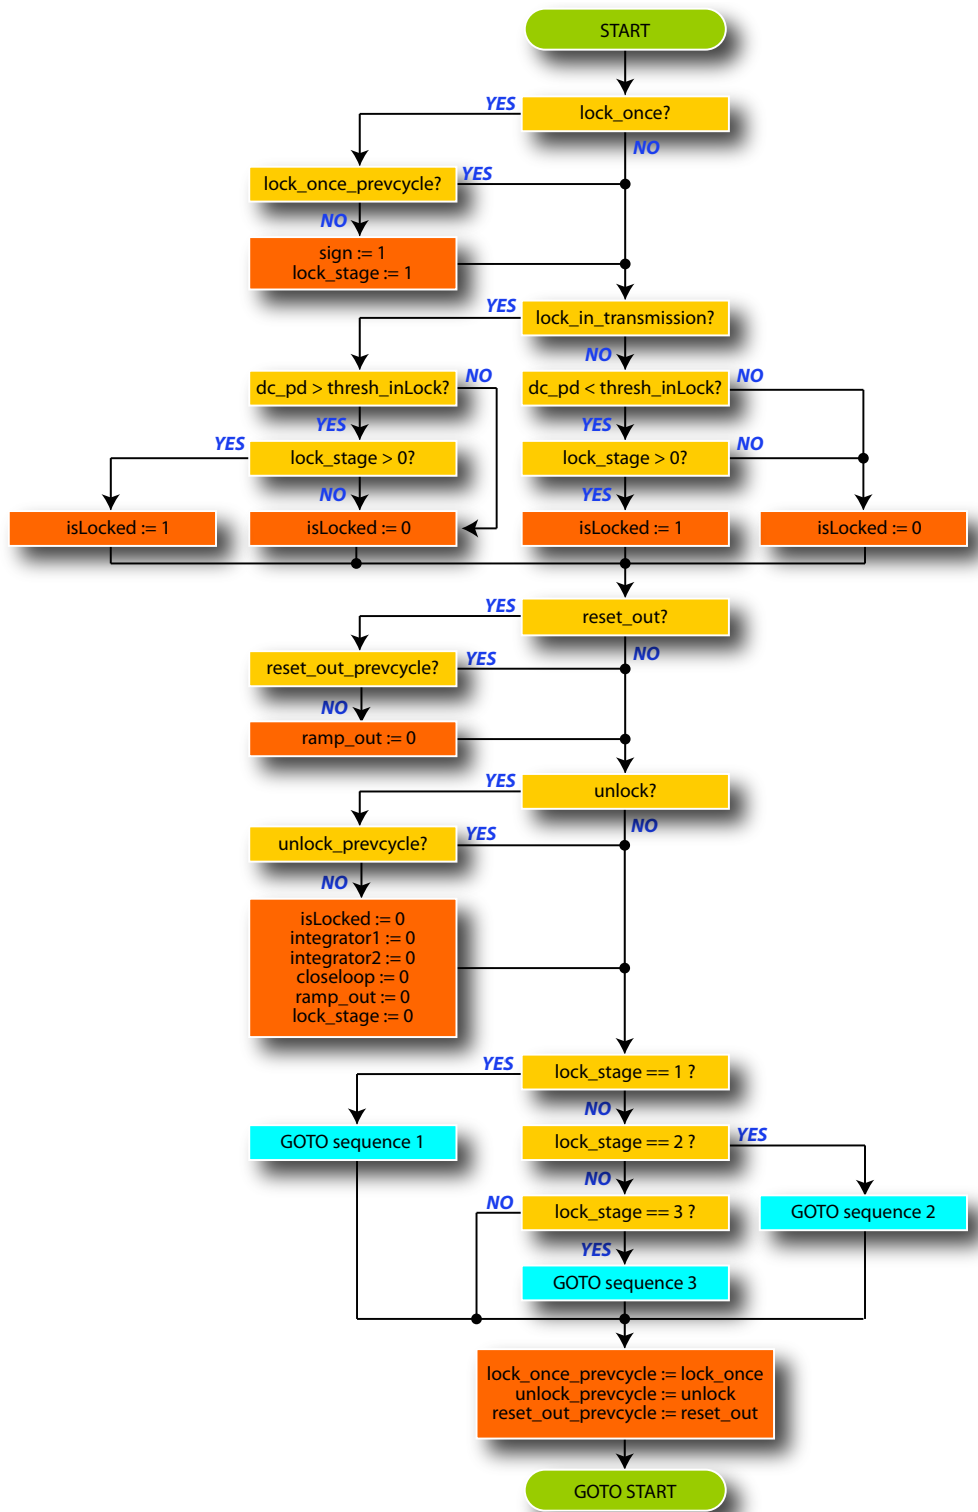 START
YES
lock_once?
NO
lock_once_prevcycle?
YES
NO
sign := 1
lock_stage := 1
YES
lock_in_transmission?
NO
dc_pd > thresh_inLock?
NO
dc_pd < thresh_inLock?
NO
YES
YES
YES
lock_stage > 0?
lock_stage > 0?
NO
NO
YES
isLocked := 1
isLocked := 0
isLocked := 1
isLocked := 0
YES
reset_out?
NO
reset_out_prevcycle?
YES
NO
ramp_out := 0
YES
unlock?
NO
unlock_prevcycle?
YES
NO
isLocked := 0
integrator1 := 0
integrator2 := 0
closeloop := 0
ramp_out := 0
lock_stage := 0
YES
lock_stage == 1 ?
NO
GOTO sequence 1
lock_stage == 2 ?
YES
NO
NO
lock_stage == 3 ?
GOTO sequence 2
YES
GOTO sequence 3
lock_once_prevcycle := lock_once
unlock_prevcycle := unlock
reset_out_prevcycle := reset_out
GOTO START